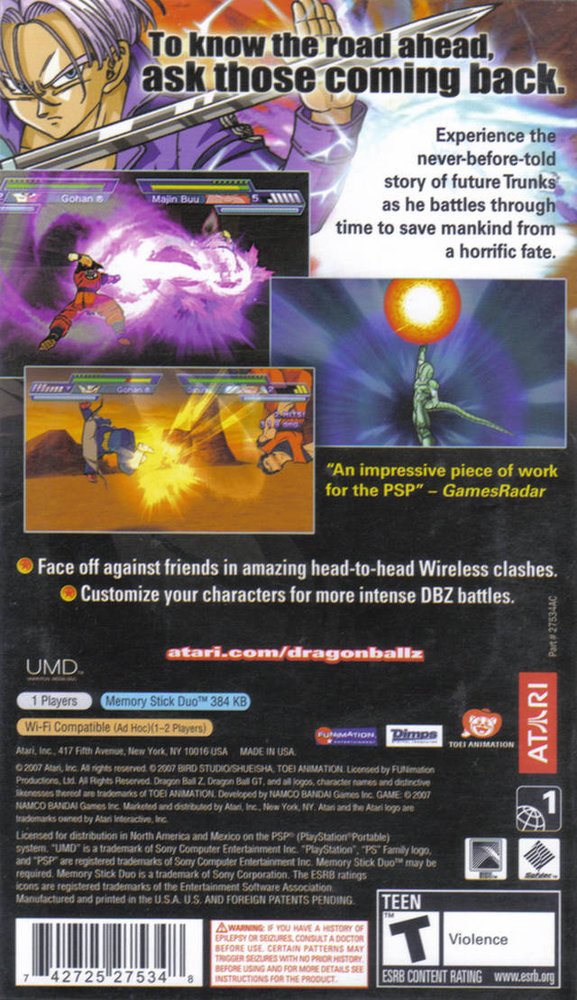 To know the road ahead,
ask those coming back.
Experience the
never-before-told
story of future Trunks
as he battles through
time to save mankind from
a horrific fate.
Gohan ®
Majin Buu
5
Gohan ®
2
2 HITS!
"An impressive piece of work
for the PSP" – GamesRadar
Face off against friends in amazing head-to-head Wireless clashes.
Customize your characters for more intense DBZ battles.
Part # 27534AC
atari.com/dragonballz
UMD™
1 Players
Memory Stick Duo™ 384 KB
Wi-Fi Compatible (Ad Hoc)(1–2 Players)
FUNIMATION
ENTERTAINMENT
Dimps
TOEI ANIMATION
ATARI
1
Atari, Inc., 417 Fifth Avenue, New York, NY 10016 USA MADE IN USA.
© 2007 Atari, Inc. All rights reserved. © 2007 BIRD STUDIO/SHUEISHA, TOEI ANIMATION. Licensed by FUNimation
Productions, Ltd. All Rights Reserved. Dragon Ball Z, Dragon Ball GT, and all logos, character names and distinctive
likenesses thereof are trademarks of TOEI ANIMATION. Developed by NAMCO BANDAI Games Inc. GAME: © 2007
NAMCO BANDAI Games Inc. Marketed and distributed by Atari, Inc., New York, NY. Atari and the Atari logo are
trademarks owned by Atari Interactive, Inc.
Licensed for distribution in North America and Mexico on the PSP® (PlayStation®Portable)
system. "UMD" is a trademark of Sony Computer Entertainment Inc. "PlayStation", "PS" Family logo,
and "PSP" are registered trademarks of Sony Computer Entertainment Inc. Memory Stick Duo™ may be
required. Memory Stick Duo is a trademark of Sony Corporation. The ESRB ratings
icons are registered trademarks of the Entertainment Software Association.
Manufactured and printed in the U.S.A. U.S. AND FOREIGN PATENTS PENDING.
7 42725 27534 8
WARNING: IF YOU HAVE A HISTORY OF
EPILEPSY OR SEIZURES, CONSULT A DOCTOR
BEFORE USE. CERTAIN PATTERNS MAY
TRIGGER SEIZURES WITH NO PRIOR HISTORY.
BEFORE USING AND FOR MORE DETAILS SEE
INSTRUCTIONS FOR THE PRODUCT.
TEEN
T™
Violence
ESRB CONTENT RATING www.esrb.org